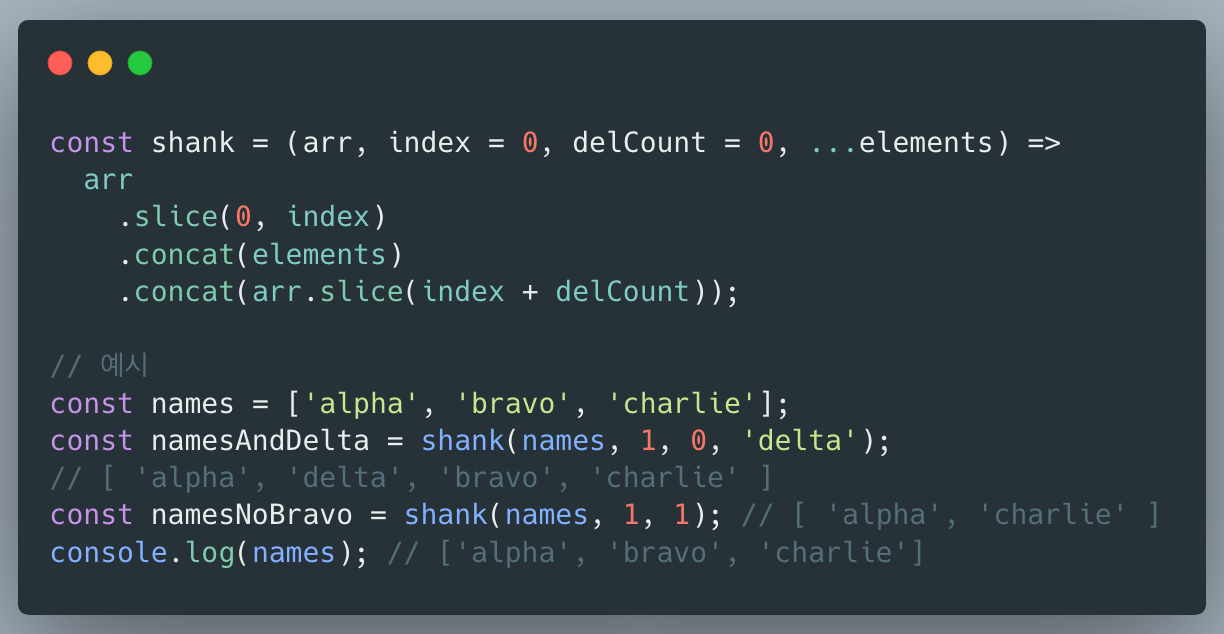 const shank = (arr, index = 0, delCount = 0, ...elements) =>
  arr
    .slice(0, index)
    .concat(elements)
    .concat(arr.slice(index + delCount));

// 예시
const names = ['alpha', 'bravo', 'charlie'];
const namesAndDelta = shank(names, 1, 0, 'delta');
// [ 'alpha', 'delta', 'bravo', 'charlie' ]
const namesNoBravo = shank(names, 1, 1); // [ 'alpha', 'charlie' ]
console.log(names); // ['alpha', 'bravo', 'charlie']